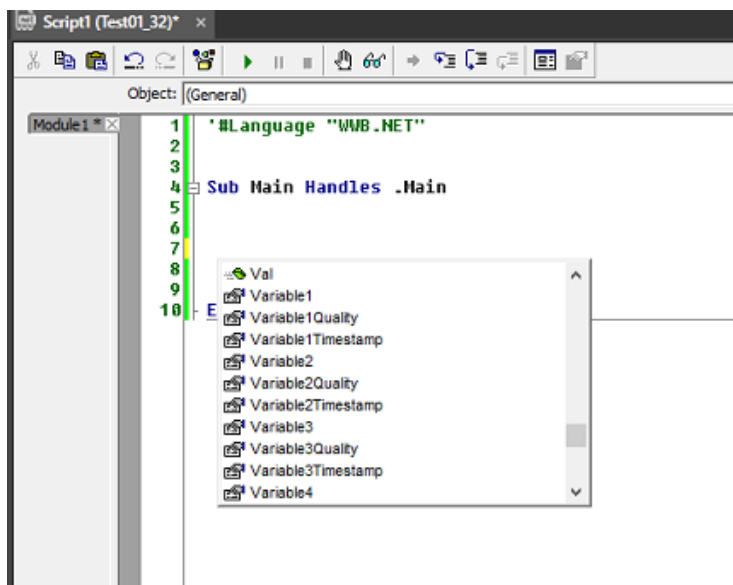 Script1 (Test01_32)* ×
Object: (General)
Module1 *
1 '#Language "WWB.NET"
2
3
4 Sub Main Handles .Main
5
6
7
8
9
10 E
Val
Variable1
Variable1Quality
Variable1Timestamp
Variable2
Variable2Quality
Variable2Timestamp
Variable3
Variable3Quality
Variable3Timestamp
Variable4